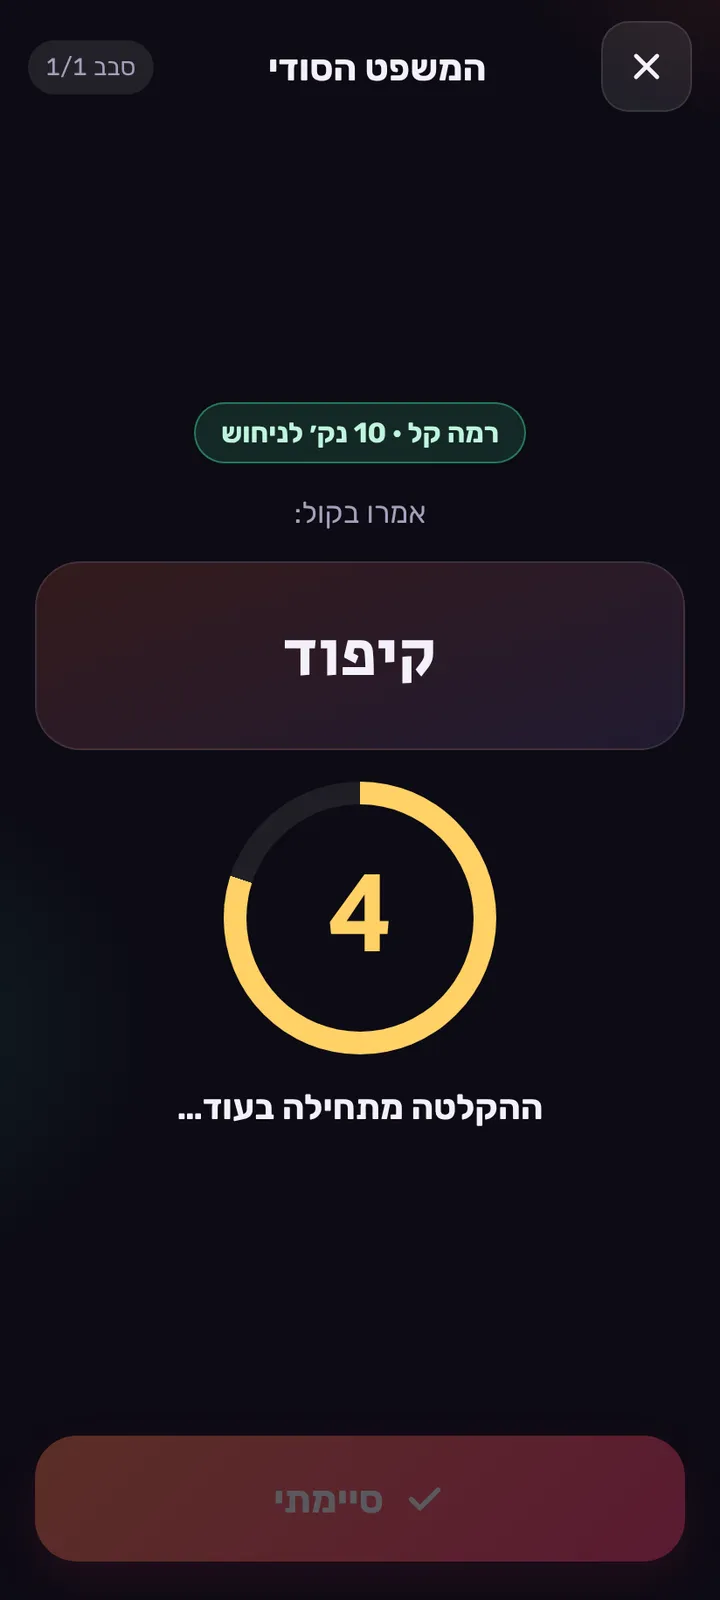 המשפט הסודי
סבב 1/1
רמה קל • 10 נק׳ לניחוש
אמרו בקול:
קיפוד
4
ההקלטה מתחילה בעוד...
סיימתי